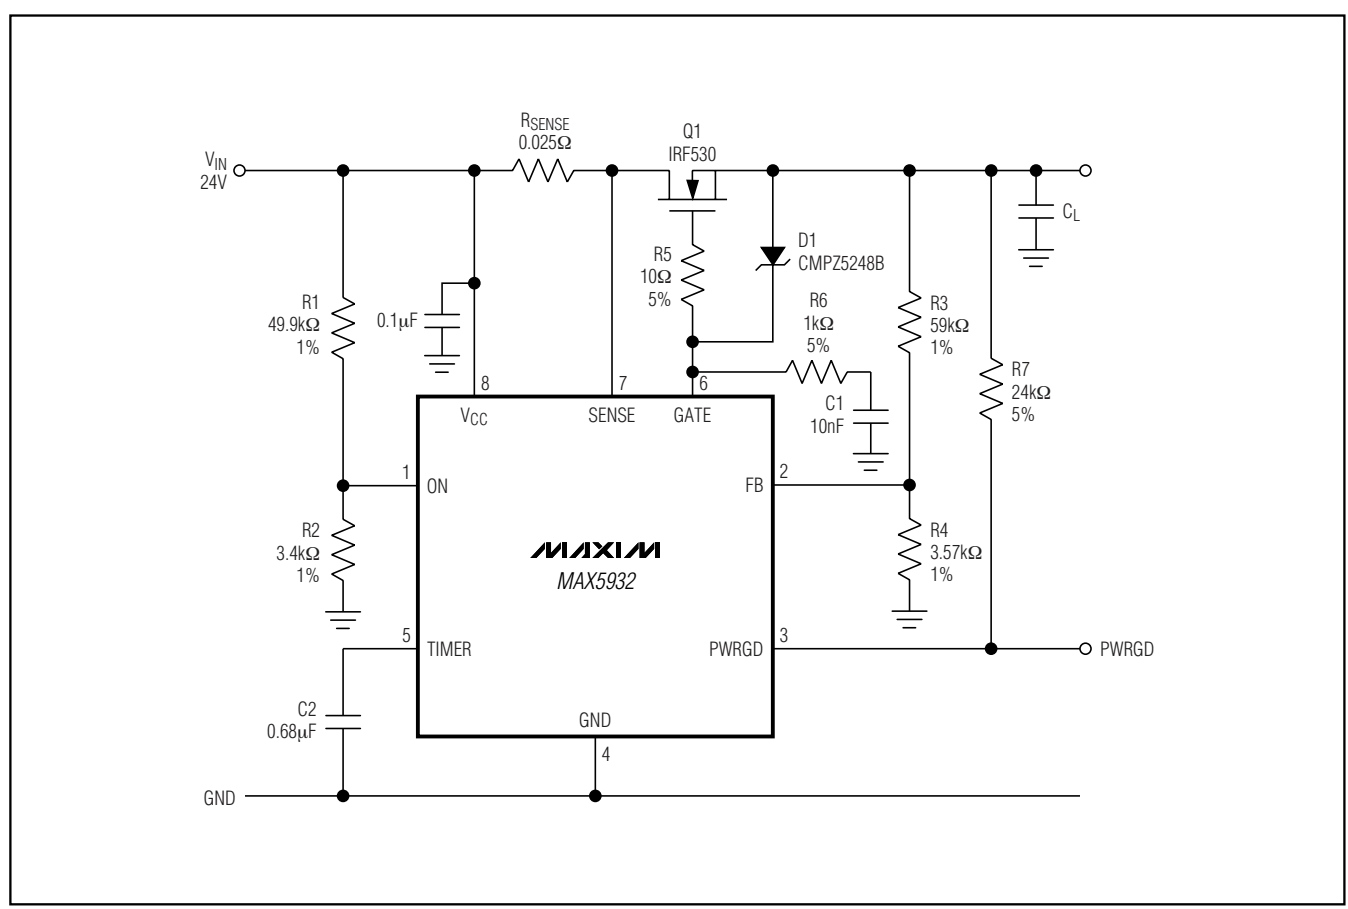 RSENSE
0.025Ω
Q1
IRF530
VIN
24V
CL
D1
CMPZ5248B
R5
10Ω
5%
R6
1kΩ
5%
R1
49.9kΩ
1%
0.1μF
R3
59kΩ
1%
R7
24kΩ
5%
8
7
6
C1
10nF
VCC
SENSE
GATE
1
ON
FB
2
R2
3.4kΩ
1%
MAXIM
MAX5932
R4
3.57kΩ
1%
5
TIMER
PWRGD
3
PWRGD
C2
0.68μF
GND
4
GND